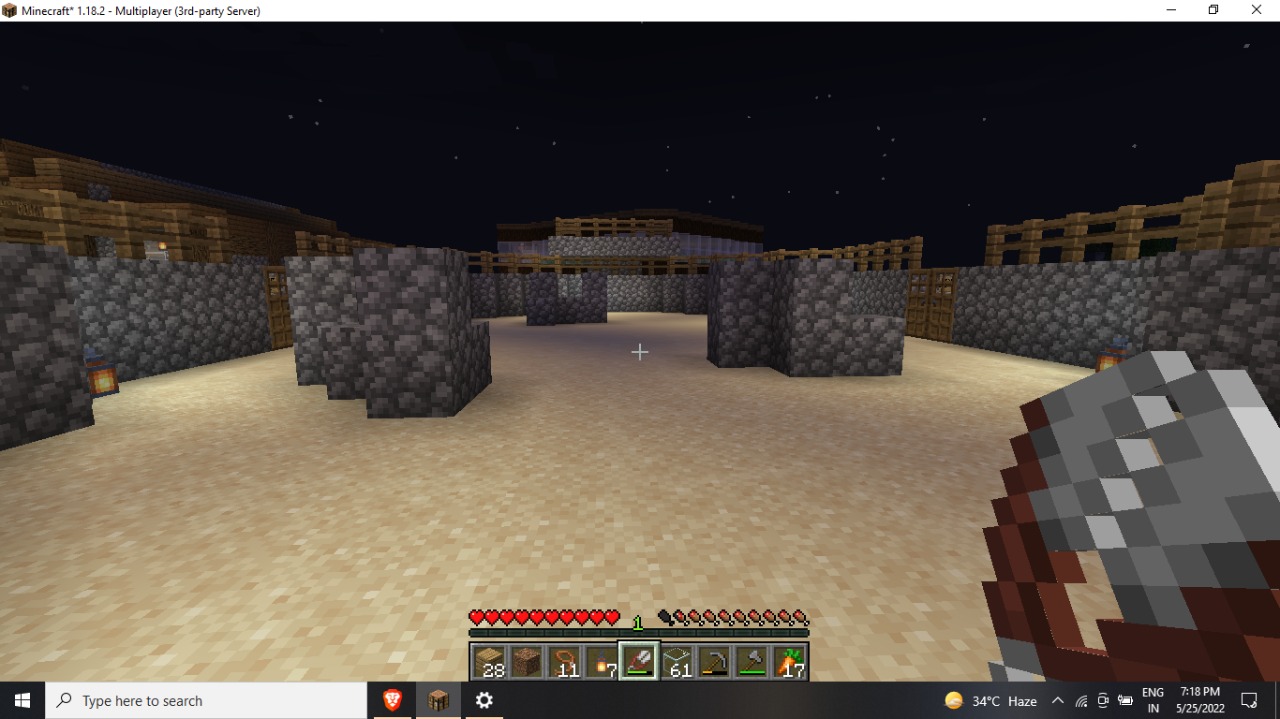 Minecraft* 1.18.2 - Multiplayer (3rd-party Server)
1
28 11 7 61 17
Type here to search
34°C Haze
ENG
IN
7:18 PM
5/25/2022